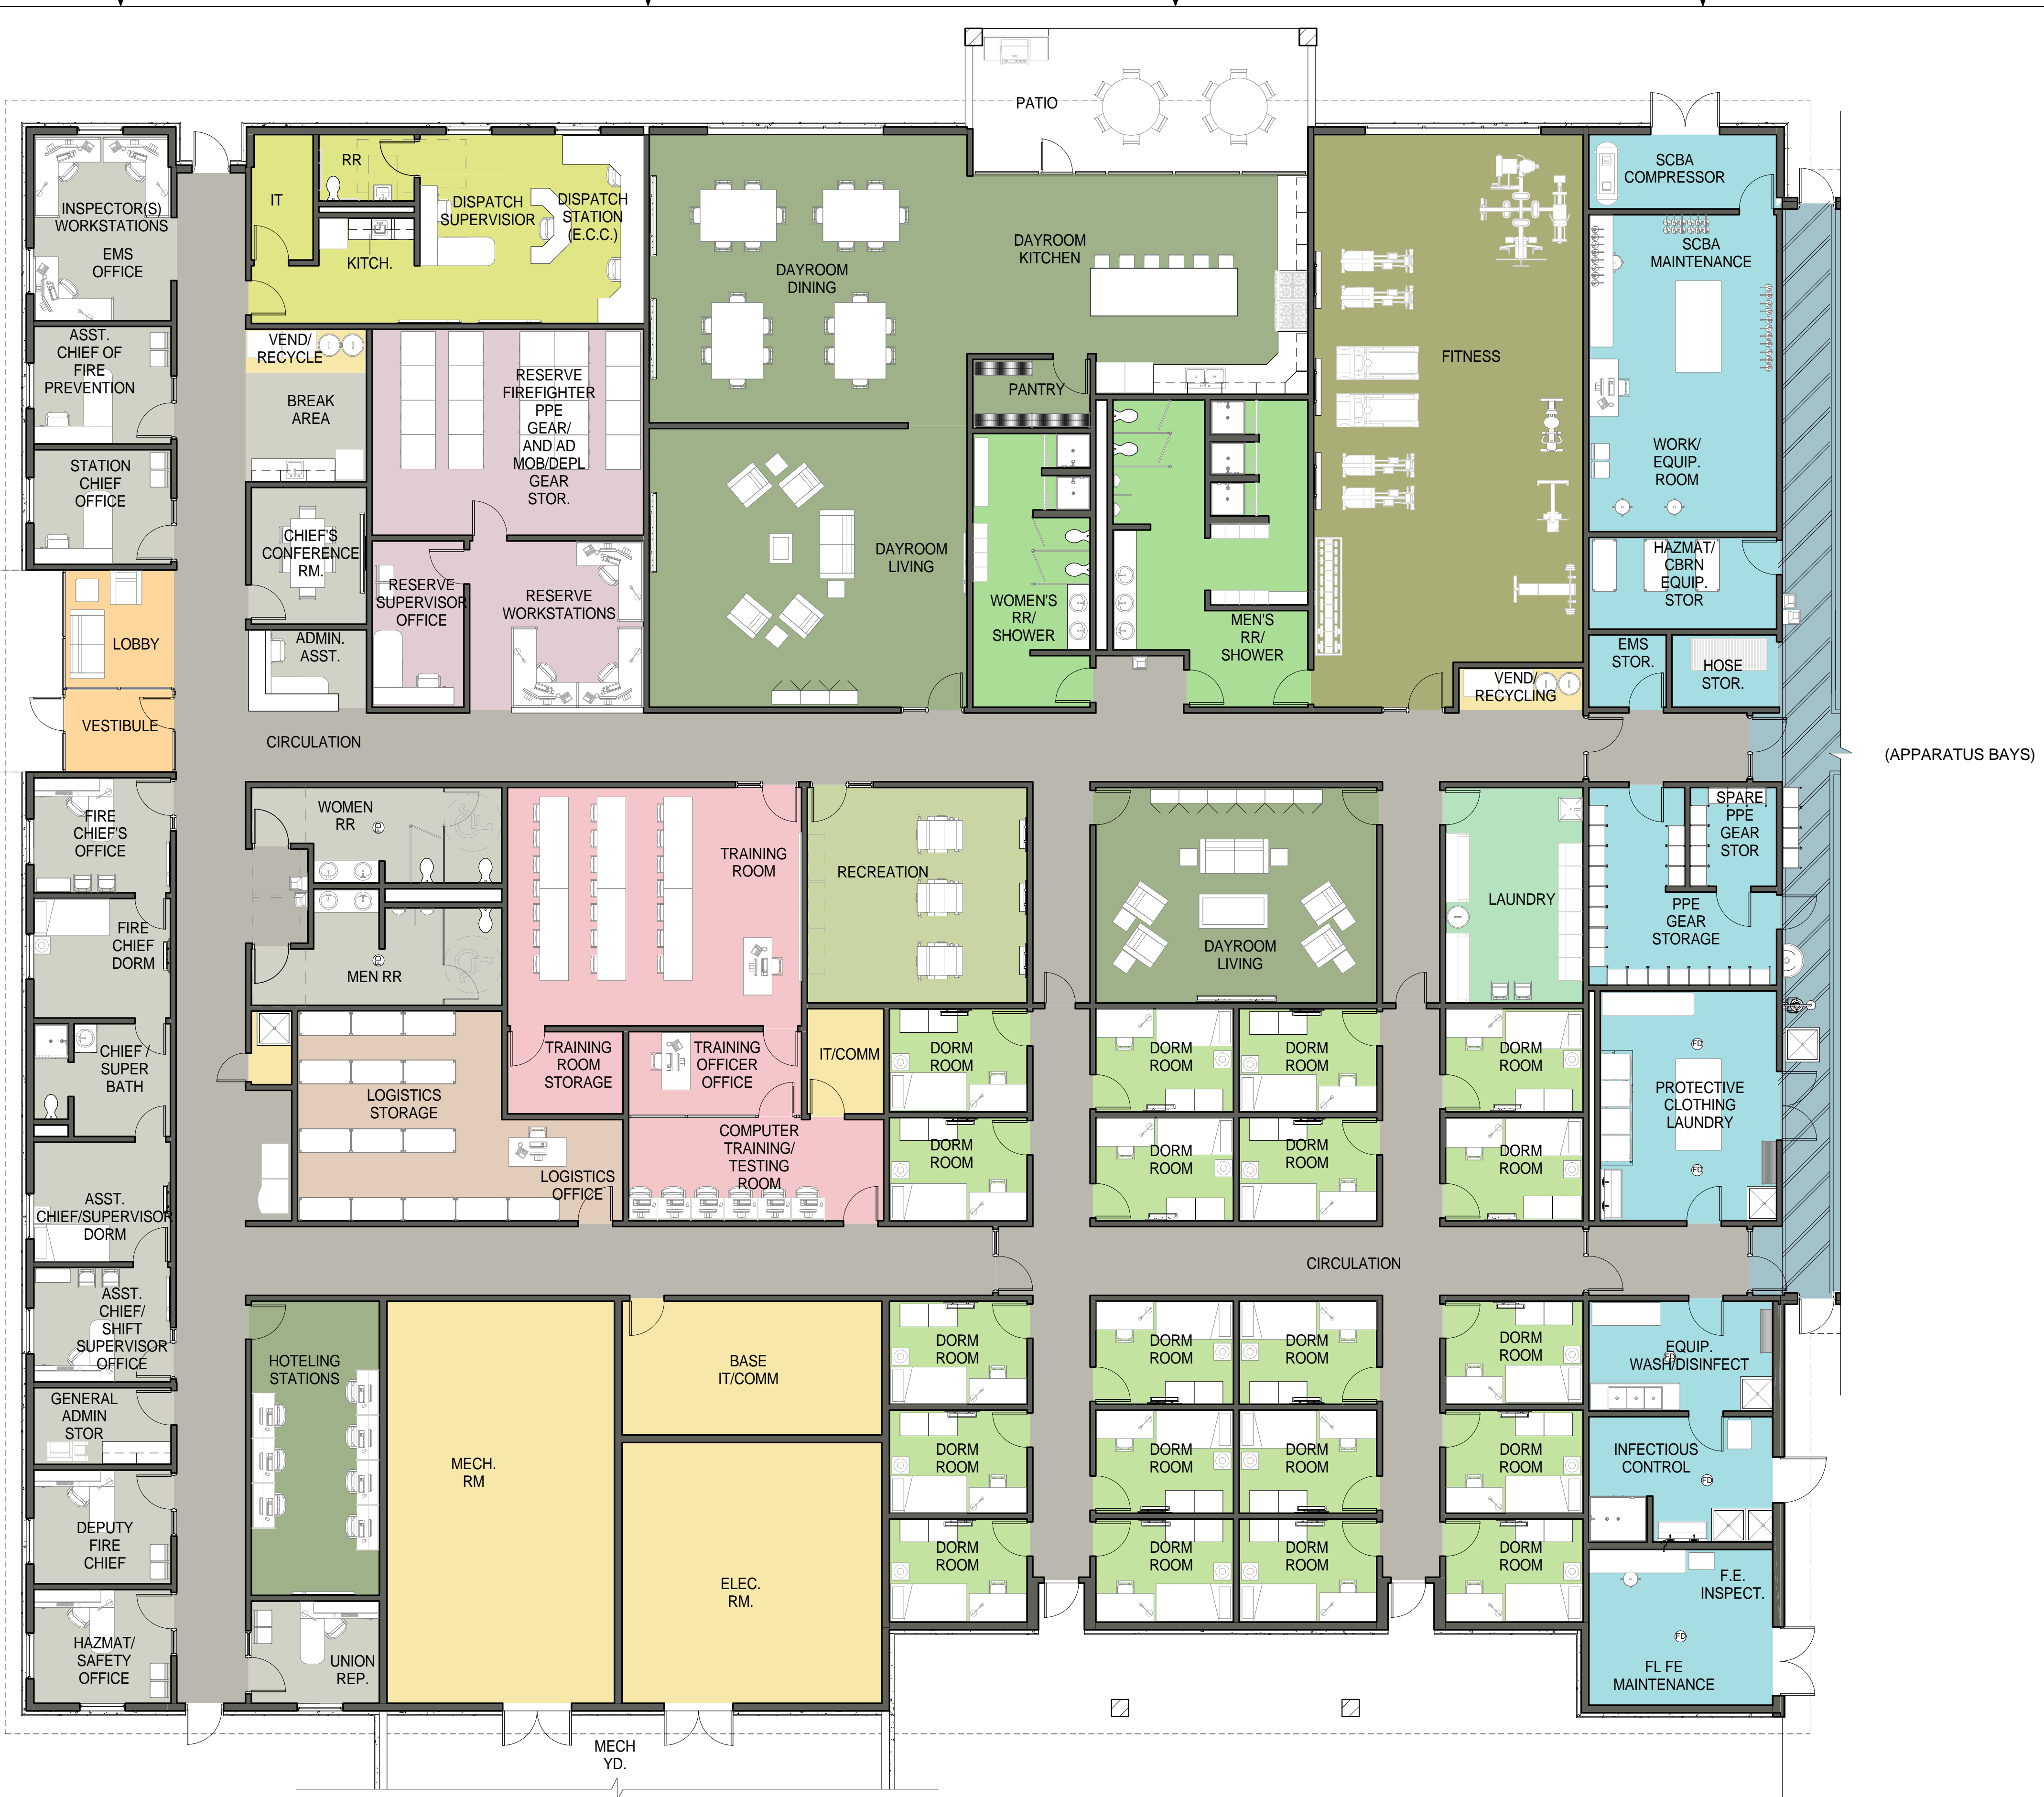 PATIO
INSPECTOR(S)
WORKSTATIONS
EMS
OFFICE
IT
RR
KITCH.
DISPATCH
SUPERVISIOR
DISPATCH
STATION
(E.C.C.)
DAYROOM
DINING
DAYROOM
KITCHEN
PANTRY
FITNESS
SCBA
COMPRESSOR
SCBA
MAINTENANCE
WORK/
EQUIP.
ROOM
ASST.
CHIEF OF
FIRE
PREVENTION
VEND/
RECYCLE
BREAK
AREA
RESERVE
FIREFIGHTER
PPE
GEAR/
AND AD
MOB/DEPL
GEAR
STOR.
STATION
CHIEF
OFFICE
CHIEF'S
CONFERENCE
RM.
RESERVE
SUPERVISOR
OFFICE
RESERVE
WORKSTATIONS
DAYROOM
LIVING
WOMEN'S
RR/
SHOWER
MEN'S
RR/
SHOWER
HAZMAT/
CBRN
EQUIP.
STOR
LOBBY
ADMIN.
ASST.
EMS
STOR.
HOSE
STOR.
VEND/
RECYCLING
VESTIBULE
CIRCULATION
(APPARATUS BAYS)
FIRE
CHIEF'S
OFFICE
WOMEN
RR
FD
TRAINING
ROOM
RECREATION
DAYROOM
LIVING
LAUNDRY
SPARE
PPE
GEAR
STOR
PPE
GEAR
STORAGE
FIRE
CHIEF
DORM
FD
MEN RR
CHIEF /
SUPER
BATH
LOGISTICS
STORAGE
TRAINING
ROOM
STORAGE
TRAINING
OFFICER
OFFICE
IT/COMM
DORM
ROOM
DORM
ROOM
DORM
ROOM
DORM
ROOM
FD
PROTECTIVE
CLOTHING
LAUNDRY
FD
COMPUTER
TRAINING/
TESTING
ROOM
LOGISTICS
OFFICE
DORM
ROOM
DORM
ROOM
DORM
ROOM
DORM
ROOM
ASST.
CHIEF/SUPERVISOR
DORM
CIRCULATION
ASST.
CHIEF/
SHIFT
SUPERVISOR
OFFICE
HOTELING
STATIONS
MECH.
RM
BASE
IT/COMM
DORM
ROOM
DORM
ROOM
DORM
ROOM
DORM
ROOM
EQUIP.
WASH/DISINFECT
FD
GENERAL
ADMIN
STOR
DORM
ROOM
DORM
ROOM
DORM
ROOM
DORM
ROOM
INFECTIOUS
CONTROL
FD
DEPUTY
FIRE
CHIEF
ELEC.
RM.
DORM
ROOM
DORM
ROOM
DORM
ROOM
DORM
ROOM
F.E.
INSPECT.
FD
FL FE
MAINTENANCE
HAZMAT/
SAFETY
OFFICE
UNION
REP.
MECH
YD.